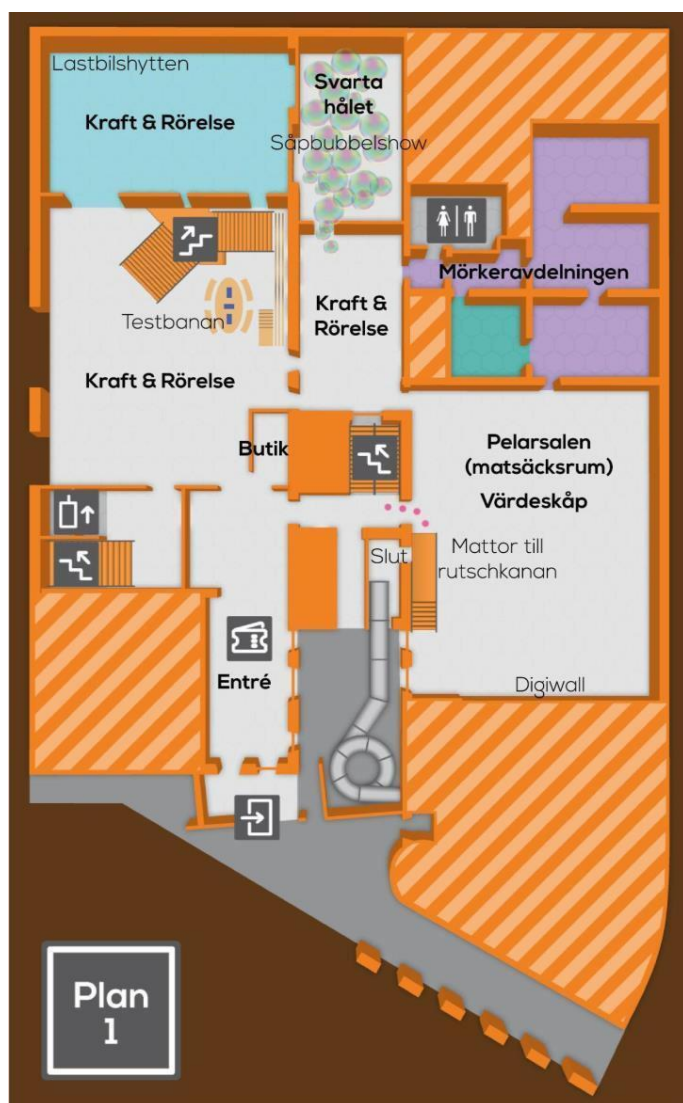 Lastbilshytten
Kraft & Rörelse
Svarta
hålet
Såpbubbelshow
Mörkeravdelningen
Kraft &
Rörelse
Testbanan
Kraft & Rörelse
Butik
Pelarsalen
(matsäcksrum)
Värdeskåp
Slut
Mattor till
rutschkanan
Entré
Digiwall
Plan
1